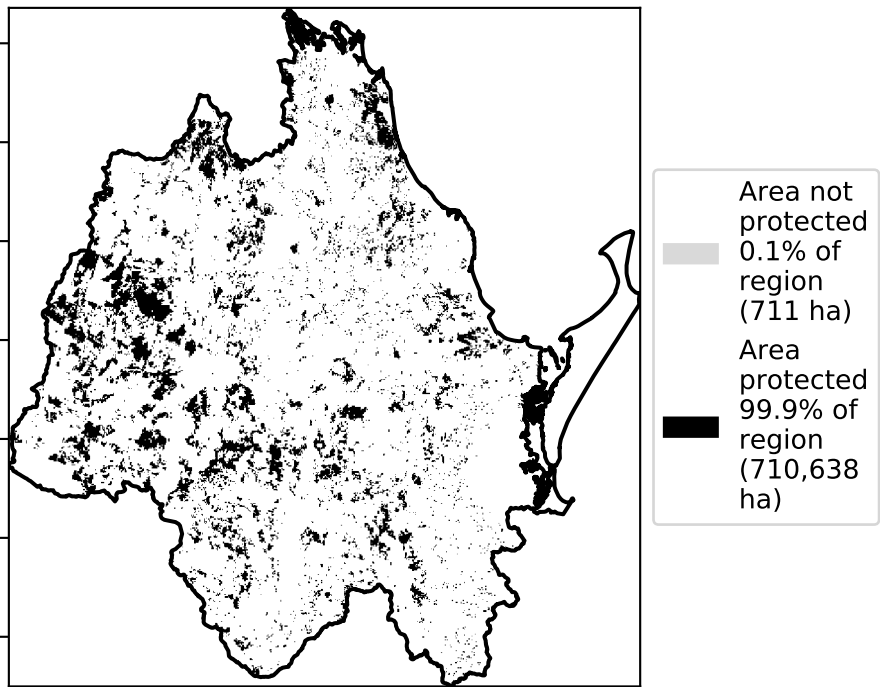 Area not
protected
0.1% of
region
(711 ha)
Area
protected
99.9% of
region
(710,638
ha)